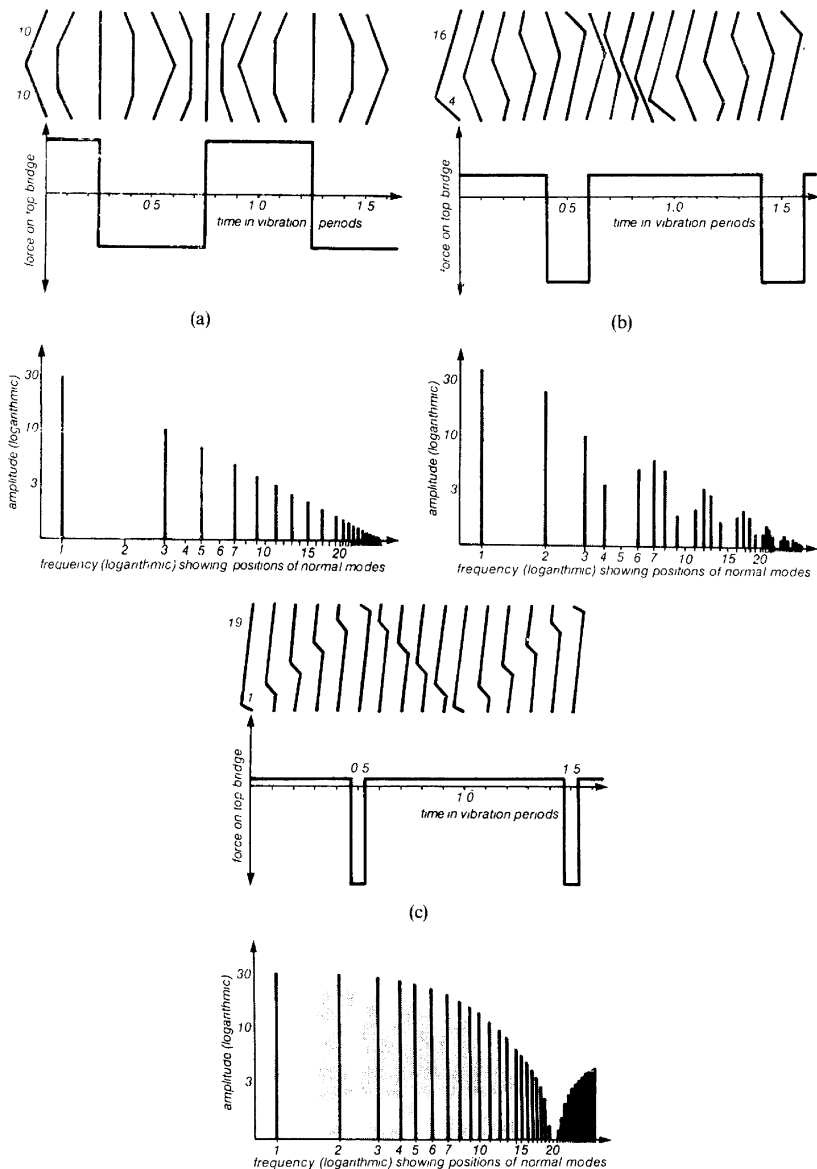 10
10
force on top bridge
0 5
1 0
1 5
time in vibration periods
(a)
16
4
force on top bridge
0 5
1.0
1 5
time in vibration periods
(b)
amplitude (logarithmic)
30
10
3
1 2 3 4 5 6 7 10 15 20
frequency (logarithmic) showing positions of normal modes
amplitude (logarithmic)
30
10
3
1 2 3 4 5 6 7 10 15 20
frequency (logarithmic) showing positions of normal modes
19
1
force on top bridge
0 5
1 0
1 5
time in vibration periods
(c)
amplitude (logarithmic)
30
10
3
1 2 3 4 5 6 7 10 15 20
frequency (logarithmic) showing positions of normal modes